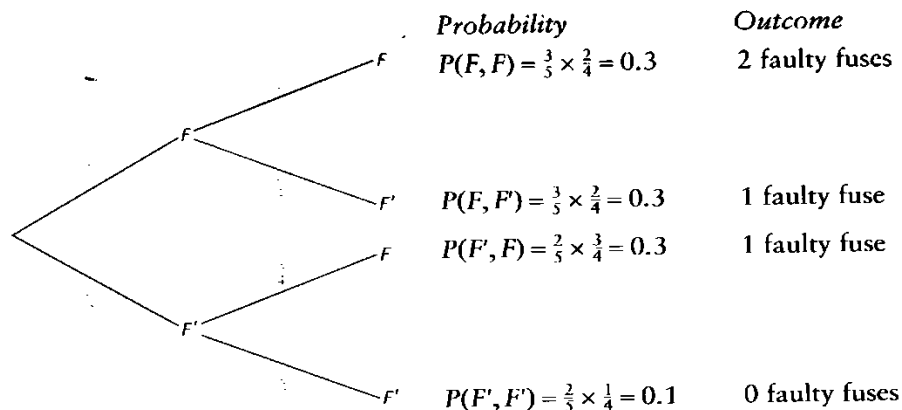 Probability Outcome
F P(F, F) = 3/5 × 2/4 = 0.3 2 faulty fuses
F
F' P(F, F') = 3/5 × 2/4 = 0.3 1 faulty fuse
F P(F', F) = 2/5 × 3/4 = 0.3 1 faulty fuse
F'
F' P(F', F') = 2/5 × 1/4 = 0.1 0 faulty fuses